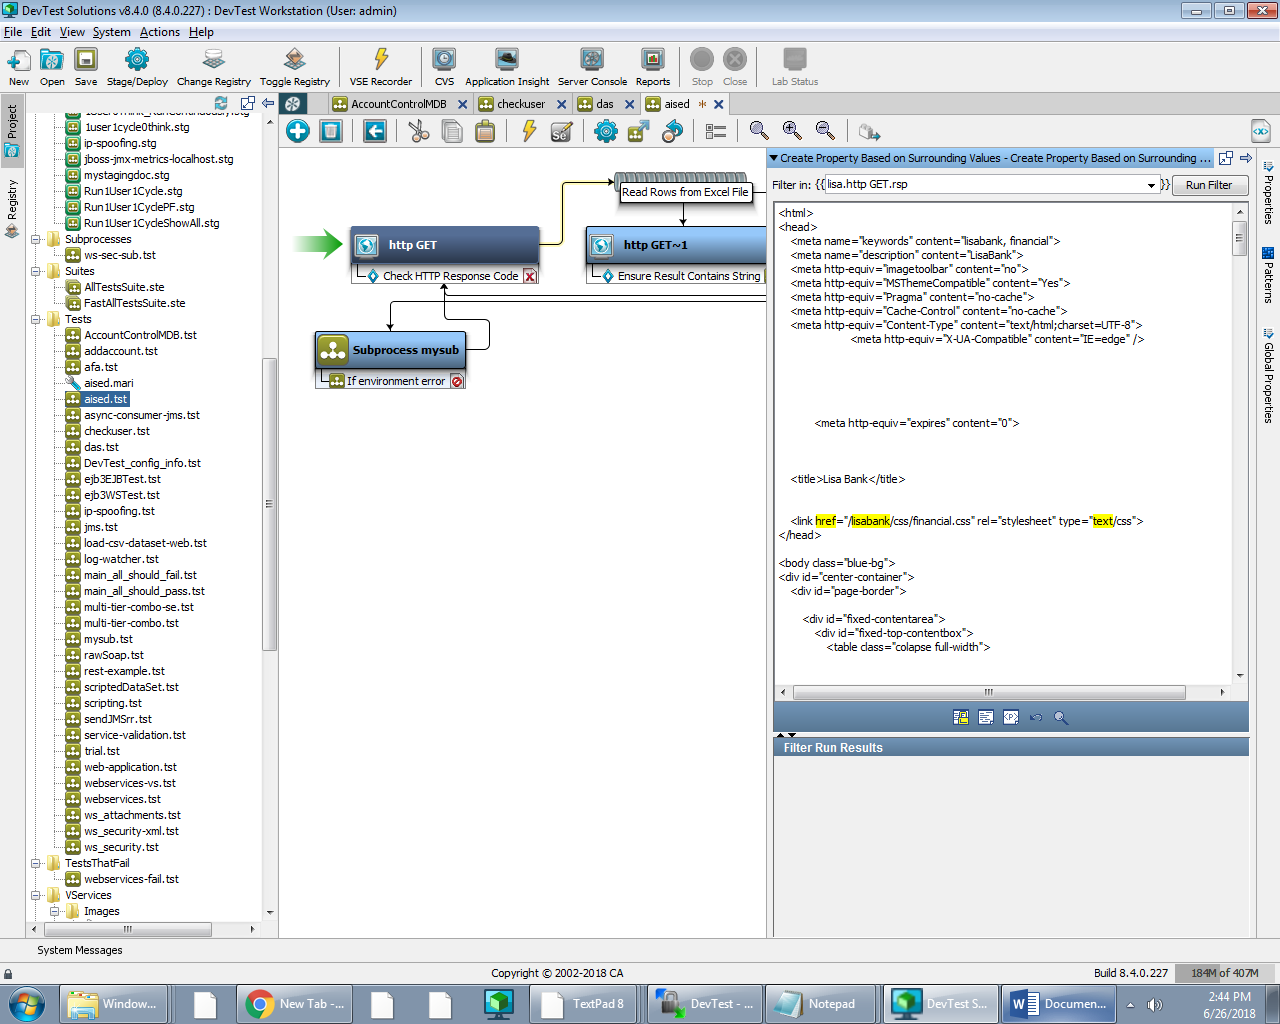 DevTest Solutions v8.4.0 (8.4.0.227) : DevTest Workstation (User: admin)
File Edit View System Actions Help
New Open Save Stage/Deploy Change Registry Toggle Registry VSE Recorder CVS Application Insight Server Console Reports Stop Close Lab Status
Project
Registry
1user1cycle0think.stg
ip-spoofing.stg
jboss-jmx-metrics-localhost.stg
mystagingdoc.stg
Run1User1Cycle.stg
Run1User1CyclePF.stg
Run1User1CycleShowAll.stg
Subprocesses
ws-sec-sub.tst
Suites
AllTestsSuite.ste
FastAllTestsSuite.ste
Tests
AccountControlMDB.tst
addaccount.tst
afa.tst
aised.mari
aised.tst
async-consumer-jms.tst
checkuser.tst
das.tst
DevTest_config_info.tst
ejb3EJBTest.tst
ejb3WSTest.tst
ip-spoofing.tst
jms.tst
load-csv-dataset-web.tst
log-watcher.tst
main_all_should_fail.tst
main_all_should_pass.tst
multi-tier-combo-se.tst
multi-tier-combo.tst
mysub.tst
rawSoap.tst
rest-example.tst
scriptedDataSet.tst
scripting.tst
sendJMSrr.tst
service-validation.tst
trial.tst
web-application.tst
webservices-vs.tst
webservices.tst
ws_attachments.tst
ws_security-xml.tst
ws_security.tst
TestsThatFail
webservices-fail.tst
VServices
Images
AccountControlMDB checkuser das aised
Read Rows from Excel File
http GET
Check HTTP Response Code
http GET~1
Ensure Result Contains String
Subprocess mysub
If environment error
Create Property Based on Surrounding Values - Create Property Based on Surrounding ...
Filter in: {{lisa.http GET.rsp}} Run Filter
<html>
<head>
<meta name="keywords" content="lisabank, financial">
<meta name="description" content="LisaBank">
<meta http-equiv="imagetoolbar" content="no">
<meta http-equiv="MSThemeCompatible" content="Yes">
<meta http-equiv="Pragma" content="no-cache">
<meta http-equiv="Cache-Control" content="no-cache">
<meta http-equiv="Content-Type" content="text/html;charset=UTF-8">
<meta http-equiv="X-UA-Compatible" content="IE=edge" />
<meta http-equiv="expires" content="0">
<title>Lisa Bank</title>
<link href="/lisabank/css/financial.css" rel="stylesheet" type="text/css">
</head>
<body class="blue-bg">
<div id="center-container">
<div id="page-border">
<div id="fixed-contentarea">
<div id="fixed-top-contentbox">
<table class="colapse full-width">
Filter Run Results
Properties
Patterns
Global Properties
System Messages
Copyright © 2002-2018 CA
Build 8.4.0.227 184M of 407M
Window... New Tab -... TextPad 8 DevTest - ... Notepad DevTest S... Documen...
2:44 PM
6/26/2018